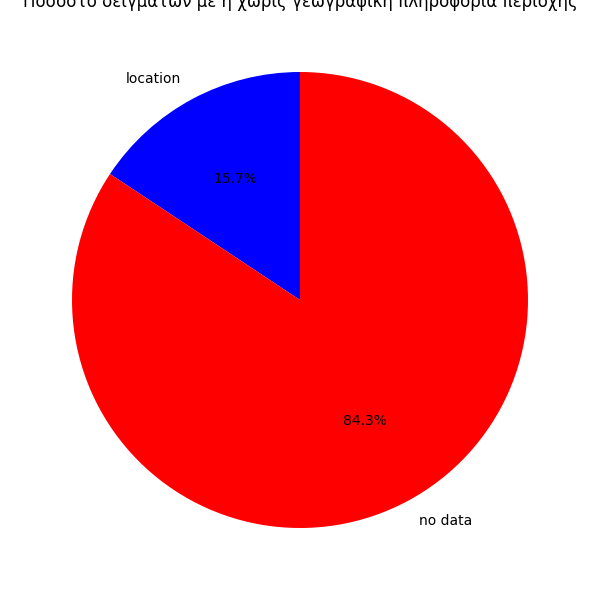 Ποσοστό δειγμάτων με ή χωρίς γεωγραφική πληροφορία περιοχής
location
15.7%
84.3%
no data